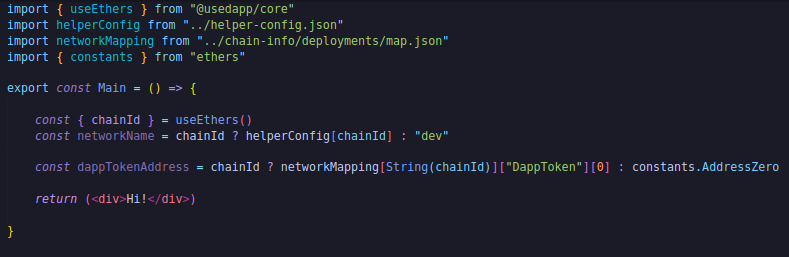 import { useEthers } from "@usedapp/core"
import helperConfig from "../helper-config.json"
import networkMapping from "../chain-info/deployments/map.json"
import { constants } from "ethers"
export const Main = () => {
const { chainId } = useEthers()
const networkName = chainId ? helperConfig[chainId] : "dev"
const dappTokenAddress = chainId ? networkMapping[String(chainId)]["DappToken"][0] : constants.AddressZero
return (<div>Hi!</div>)
}